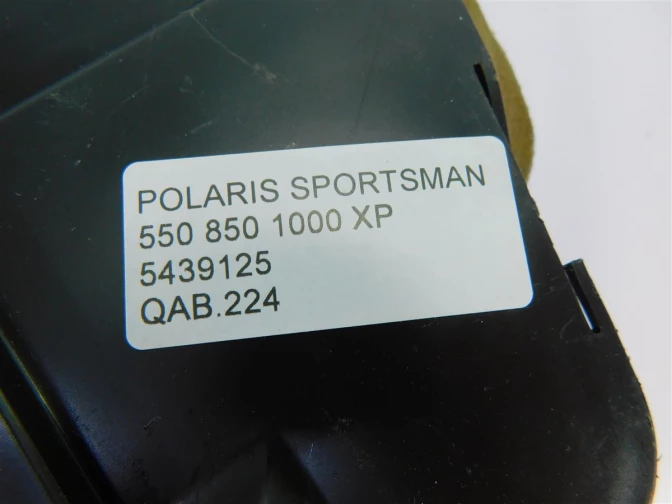 POLARIS SPORTSMAN
550 850 1000 XP
5439125
QAB.224